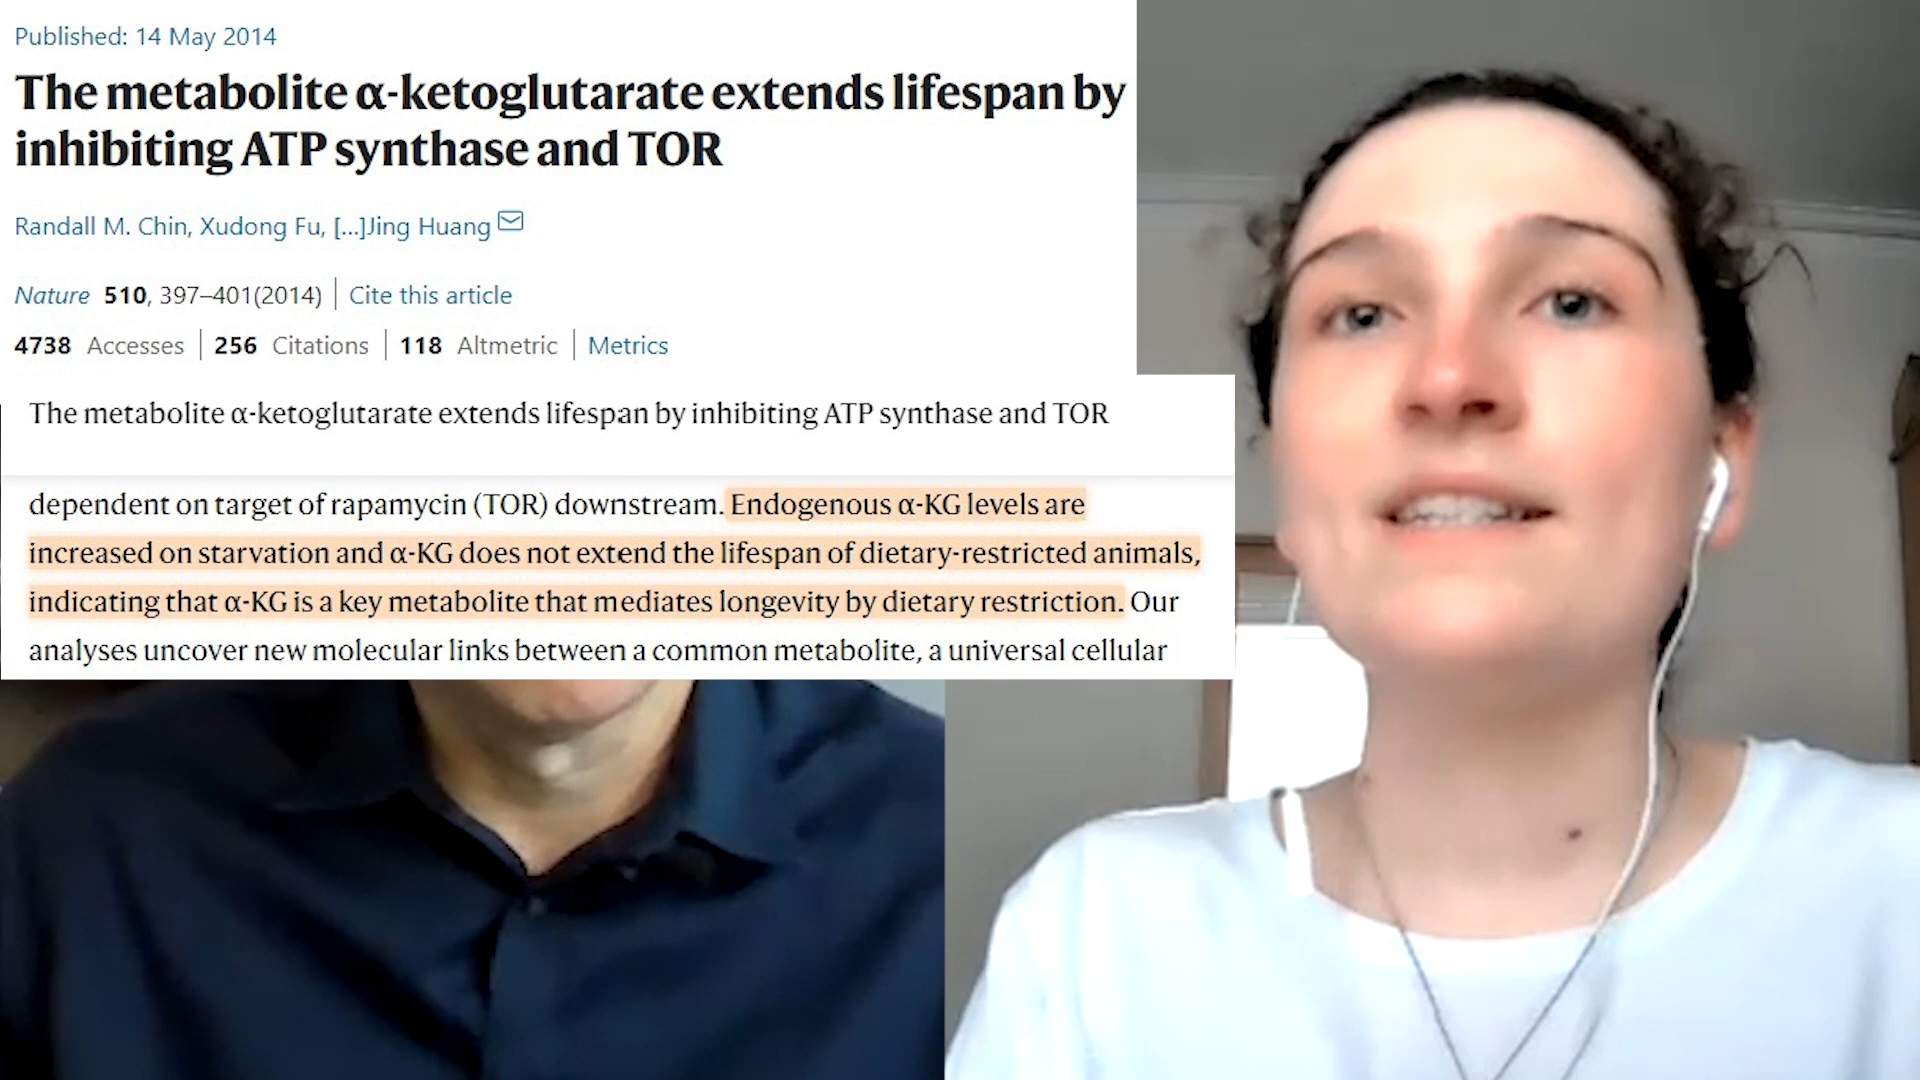 Published: 14 May 2014
The metabolite α-ketoglutarate extends lifespan by
inhibiting ATP synthase and TOR
Randall M. Chin, Xudong Fu, [...]Jing Huang
Nature 510, 397–401(2014) Cite this article
4738 Accesses 256 Citations 118 Altmetric Metrics
The metabolite α-ketoglutarate extends lifespan by inhibiting ATP synthase and TOR
dependent on target of rapamycin (TOR) downstream. Endogenous α-KG levels are
increased on starvation and α-KG does not extend the lifespan of dietary-restricted animals,
indicating that α-KG is a key metabolite that mediates longevity by dietary restriction. Our
analyses uncover new molecular links between a common metabolite, a universal cellular